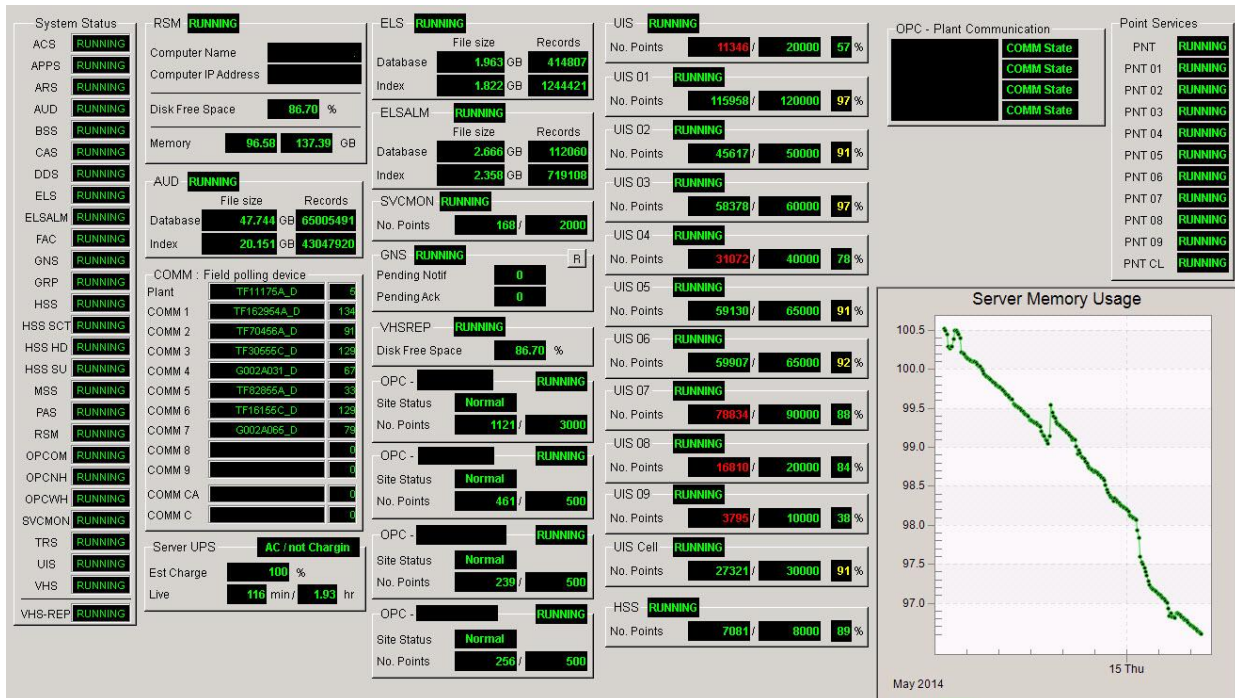 System Status
ACS RUNNING
APPS RUNNING
ARS RUNNING
AUD RUNNING
BSS RUNNING
CAS RUNNING
DDS RUNNING
ELS RUNNING
ELSALM RUNNING
FAC RUNNING
GNS RUNNING
GRP RUNNING
HSS RUNNING
HSS SCT RUNNING
HSS HD RUNNING
HSS SU RUNNING
MSS RUNNING
PAS RUNNING
RSM RUNNING
OPCOM RUNNING
OPCNH RUNNING
OPCWH RUNNING
SVCMON RUNNING
TRS RUNNING
UIS RUNNING
VHS RUNNING
VHS-REP RUNNING
RSM RUNNING
Computer Name
Computer IP Address
Disk Free Space 86.70 %
Memory 96.58 137.39 GB
AUD RUNNING
File size Records
Database 47.744 GB 65005491
Index 20.151 GB 43047920
COMM : Field polling device
Plant TF11175A_D 5
COMM 1 TF162954A_D 134
COMM 2 TF70456A_D 91
COMM 3 TF30555C_D 129
COMM 4 G002A031_D 67
COMM 5 TF82855A_D 33
COMM 6 TF16155C_D 129
COMM 7 G002A065_D 79
COMM 8 0
COMM 9 0
COMM CA 0
COMM C 0
Server UPS AC / not Chargin
Est Charge 100 %
Live 116 min / 1.93 hr
ELS RUNNING
File size Records
Database 1.963 GB 414807
Index 1.822 GB 1244421
ELSALM RUNNING
File size Records
Database 2.666 GB 112060
Index 2.358 GB 719108
SVCMON RUNNING
No. Points 168 / 2000
GNS RUNNING R
Pending Notif 0
Pending Ack 0
VHSREP RUNNING
Disk Free Space 86.70 %
OPC - RUNNING
Site Status Normal
No. Points 1121 / 3000
OPC - RUNNING
Site Status Normal
No. Points 461 / 500
OPC - RUNNING
Site Status Normal
No. Points 239 / 500
OPC - RUNNING
Site Status Normal
No. Points 256 / 500
UIS RUNNING
No. Points 11346 / 20000 57 %
UIS 01 RUNNING
No. Points 115958 / 120000 97 %
UIS 02 RUNNING
No. Points 45617 / 50000 91 %
UIS 03 RUNNING
No. Points 58378 / 60000 97 %
UIS 04 RUNNING
No. Points 31072 / 40000 78 %
UIS 05 RUNNING
No. Points 59130 / 65000 91 %
UIS 06 RUNNING
No. Points 59907 / 65000 92 %
UIS 07 RUNNING
No. Points 78834 / 90000 88 %
UIS 08 RUNNING
No. Points 16810 / 20000 84 %
UIS 09 RUNNING
No. Points 3795 / 10000 38 %
UIS Cell RUNNING
No. Points 27321 / 30000 91 %
HSS RUNNING
No. Points 7081 / 8000 89 %
OPC - Plant Communication
COMM State
COMM State
COMM State
COMM State
Point Services
PNT RUNNING
PNT 01 RUNNING
PNT 02 RUNNING
PNT 03 RUNNING
PNT 04 RUNNING
PNT 05 RUNNING
PNT 06 RUNNING
PNT 07 RUNNING
PNT 08 RUNNING
PNT 09 RUNNING
PNT CL RUNNING
Server Memory Usage
100.5
100.0
99.5
99.0
98.5
98.0
97.5
97.0
15 Thu
May 2014